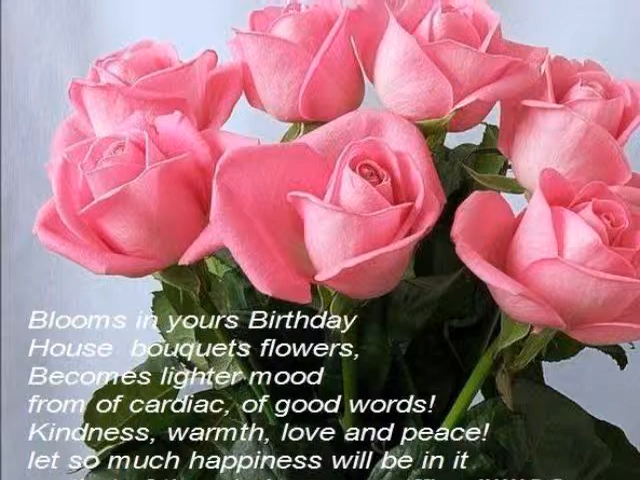 Blooms in yours Birthday
House bouquets flowers,
Becomes lighter mood
from of cardiac, of good words!
Kindness, warmth, love and peace!
let so much happiness will be in it